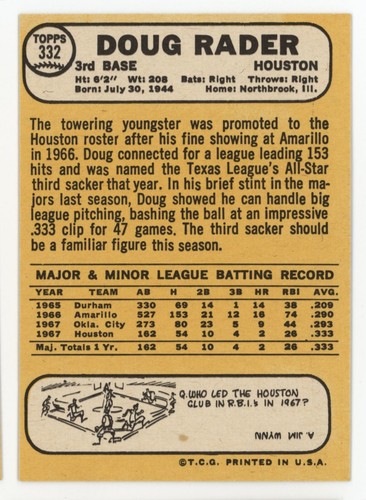 TOPPS
332
DOUG RADER
3rd BASE HOUSTON
Ht: 6'2" Wt: 208 Bats: Right Throws: Right
Born: July 30, 1944 Home: Northbrook, Ill.
The towering youngster was promoted to the
Houston roster after his fine showing at Amarillo
in 1966. Doug connected for a league leading 153
hits and was named the Texas League's All-Star
third sacker that year. In his brief stint in the ma-
jors last season, Doug showed he can handle big
league pitching, bashing the ball at an impressive
.333 clip for 47 games. The third sacker should
be a familiar figure this season.
MAJOR & MINOR LEAGUE BATTING RECORD
YEAR TEAM AB H 2B 3B HR RBI AVG.
1965 Durham 330 69 14 1 14 38 .209
1966 Amarillo 527 153 21 12 16 74 .290
1967 Okla. City 273 80 23 5 9 44 .293
1967 Houston 162 54 10 4 2 26 .333
Maj. Totals 1 Yr. 162 54 10 4 2 26 .333
Q. WHO LED THE HOUSTON
CLUB IN R.B.I.'s IN 1967?
A. JIM WYNN
©T.C.G. PRINTED IN U.S.A.